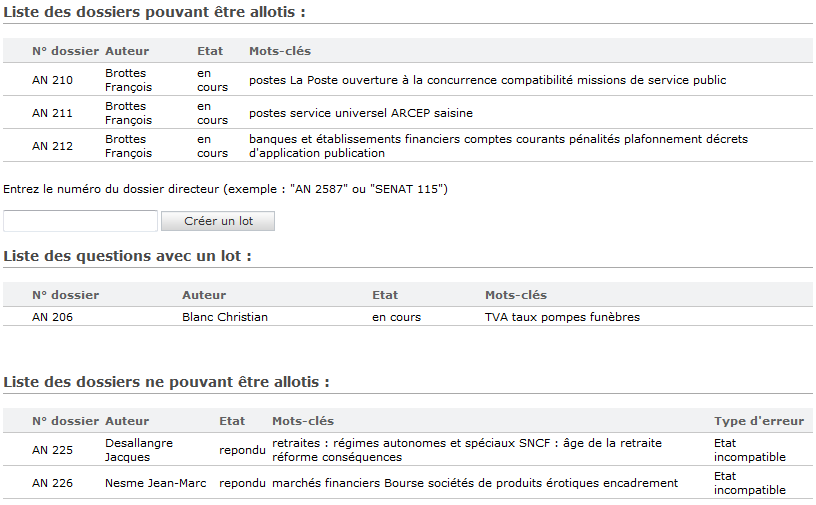 Liste des dossiers pouvant être allotis :
N° dossier Auteur Etat Mots-clés
AN 210 Brottes François en cours postes La Poste ouverture à la concurrence compatibilité missions de service public
AN 211 Brottes François en cours postes service universel ARCEP saisine
AN 212 Brottes François en cours banques et établissements financiers comptes courants pénalités plafonnement décrets d'application publication
Entrez le numéro du dossier directeur (exemple : "AN 2587" ou "SENAT 115")
Créer un lot
Liste des questions avec un lot :
N° dossier Auteur Etat Mots-clés
AN 206 Blanc Christian en cours TVA taux pompes funèbres
Liste des dossiers ne pouvant être allotis :
N° dossier Auteur Etat Mots-clés Type d'erreur
AN 225 Desallangre Jacques repondu retraites : régimes autonomes et spéciaux SNCF : âge de la retraite réforme conséquences Etat incompatible
AN 226 Nesme Jean-Marc repondu marchés financiers Bourse sociétés de produits érotiques encadrement Etat incompatible